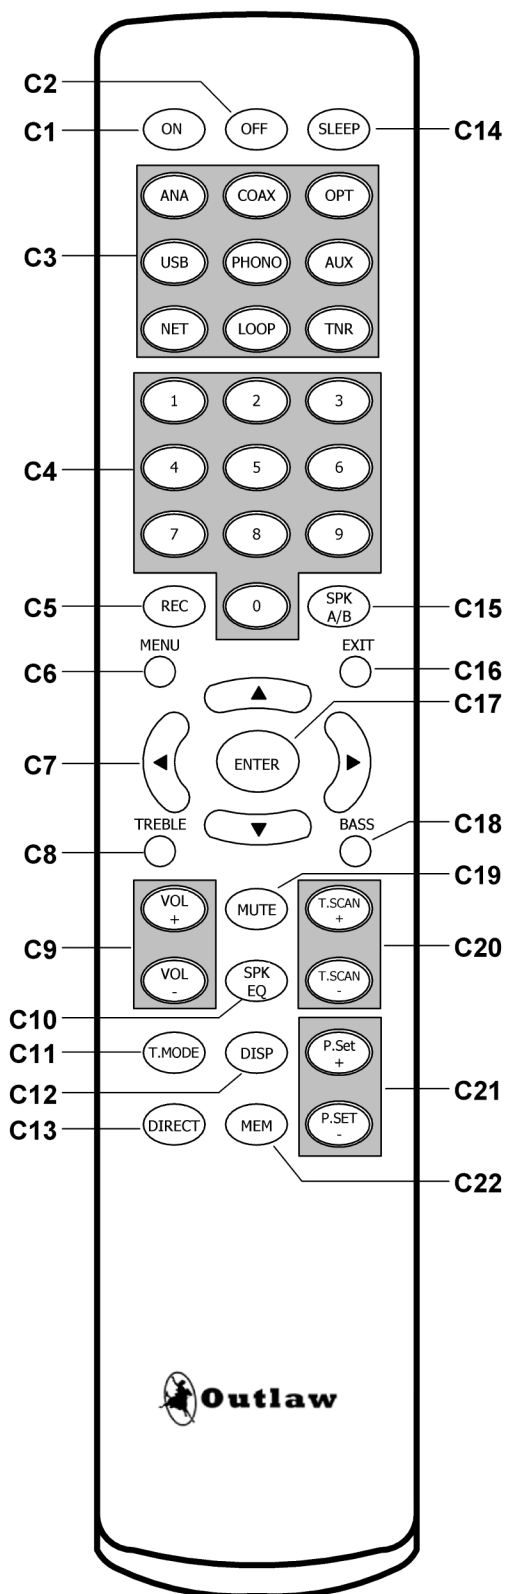 C2
C1 ON OFF SLEEP C14
ANA COAX OPT
C3 USB PHONO AUX
NET LOOP TNR
1 2 3
C4 4 5 6
7 8 9
C5 REC 0 SPK A/B C15
MENU EXIT
C6 C16
C17
C7 ENTER
TREBLE BASS
C8 C18
C19
VOL + MUTE T.SCAN +
C9 C20
VOL - SPK EQ T.SCAN -
C10
C11 T.MODE DISP P.Set +
C12 C21
C13 DIRECT MEM P.SET -
C22
Outlaw